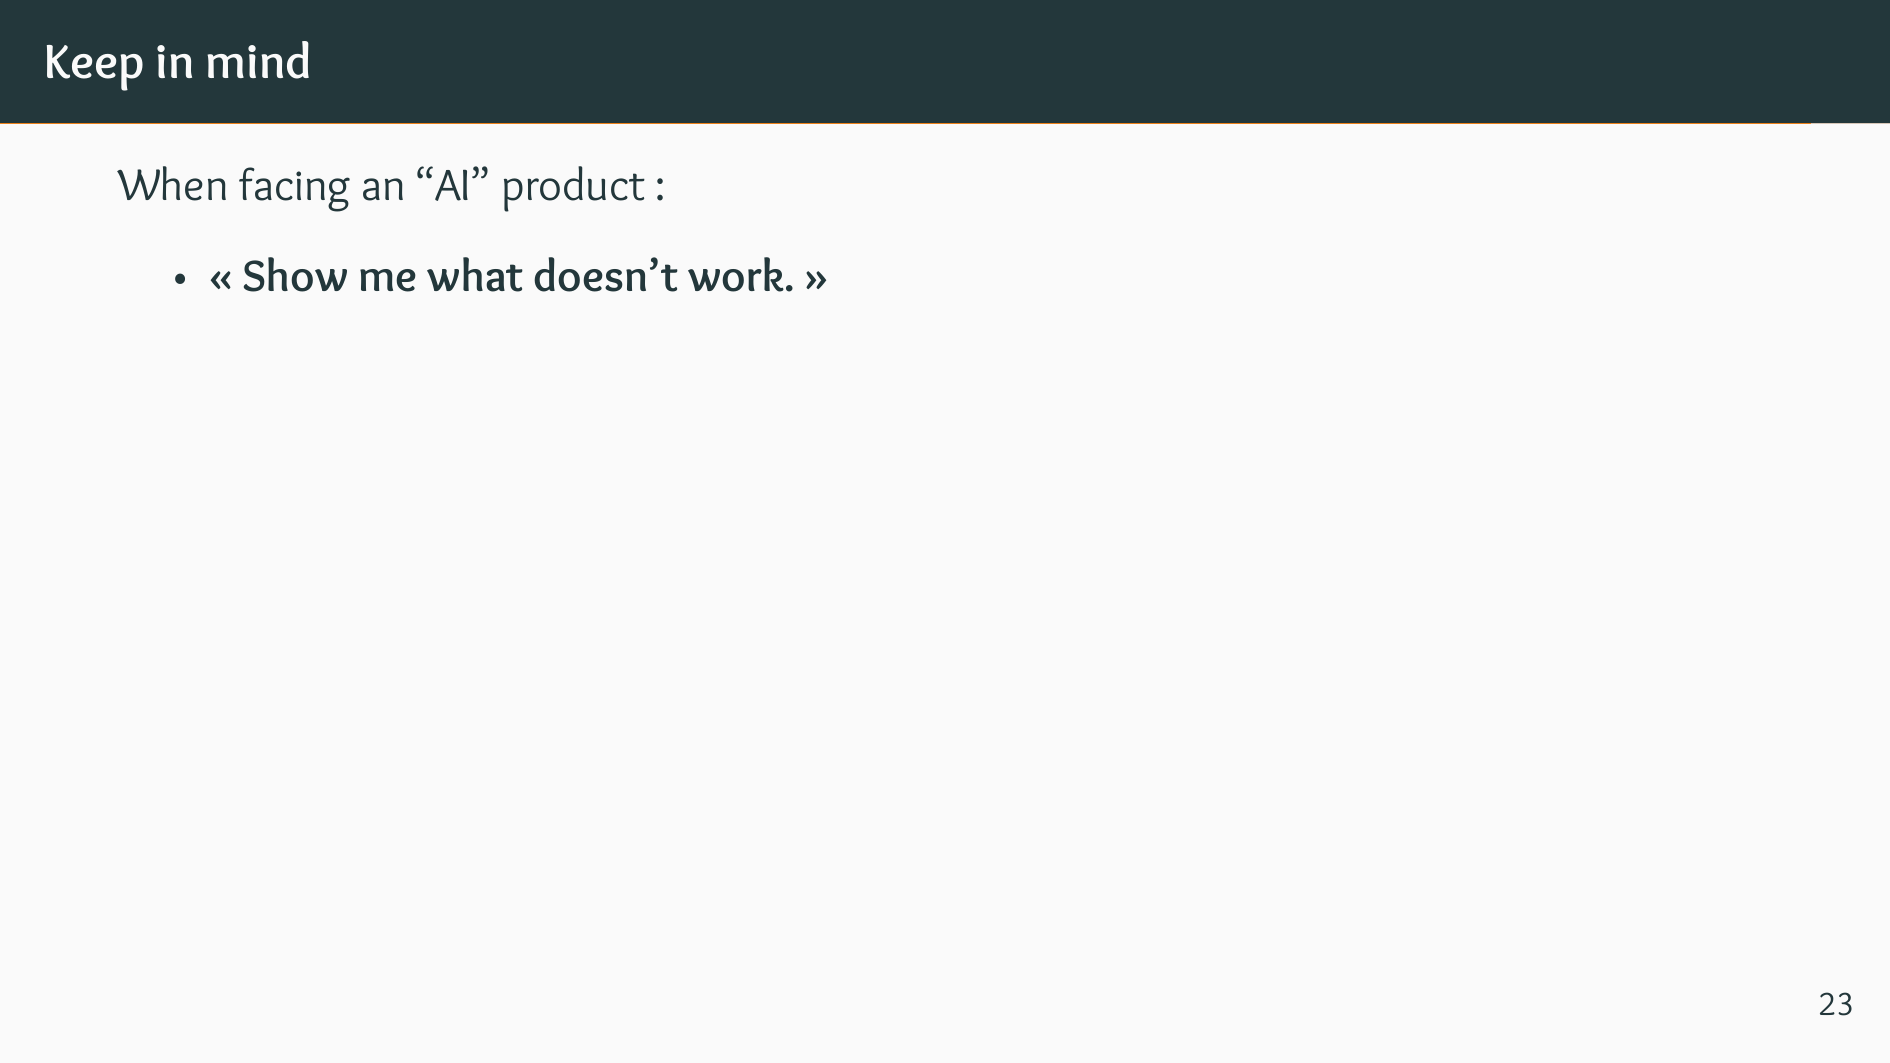 Keep in mind
When facing an “AI” product :
• « Show me what doesn’t work. »
23